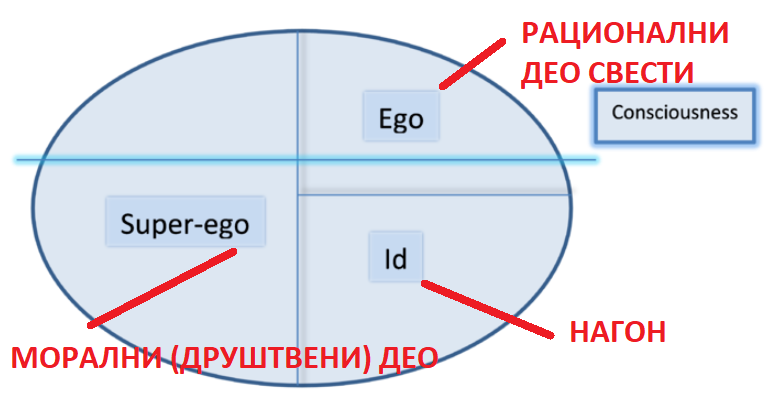 РАЦИОНАЛНИ
ДЕО СВЕСТИ
Ego
Consciousness
Super-ego
Id
НАГОН
МОРАЛНИ (ДРУШТВЕНИ) ДЕО